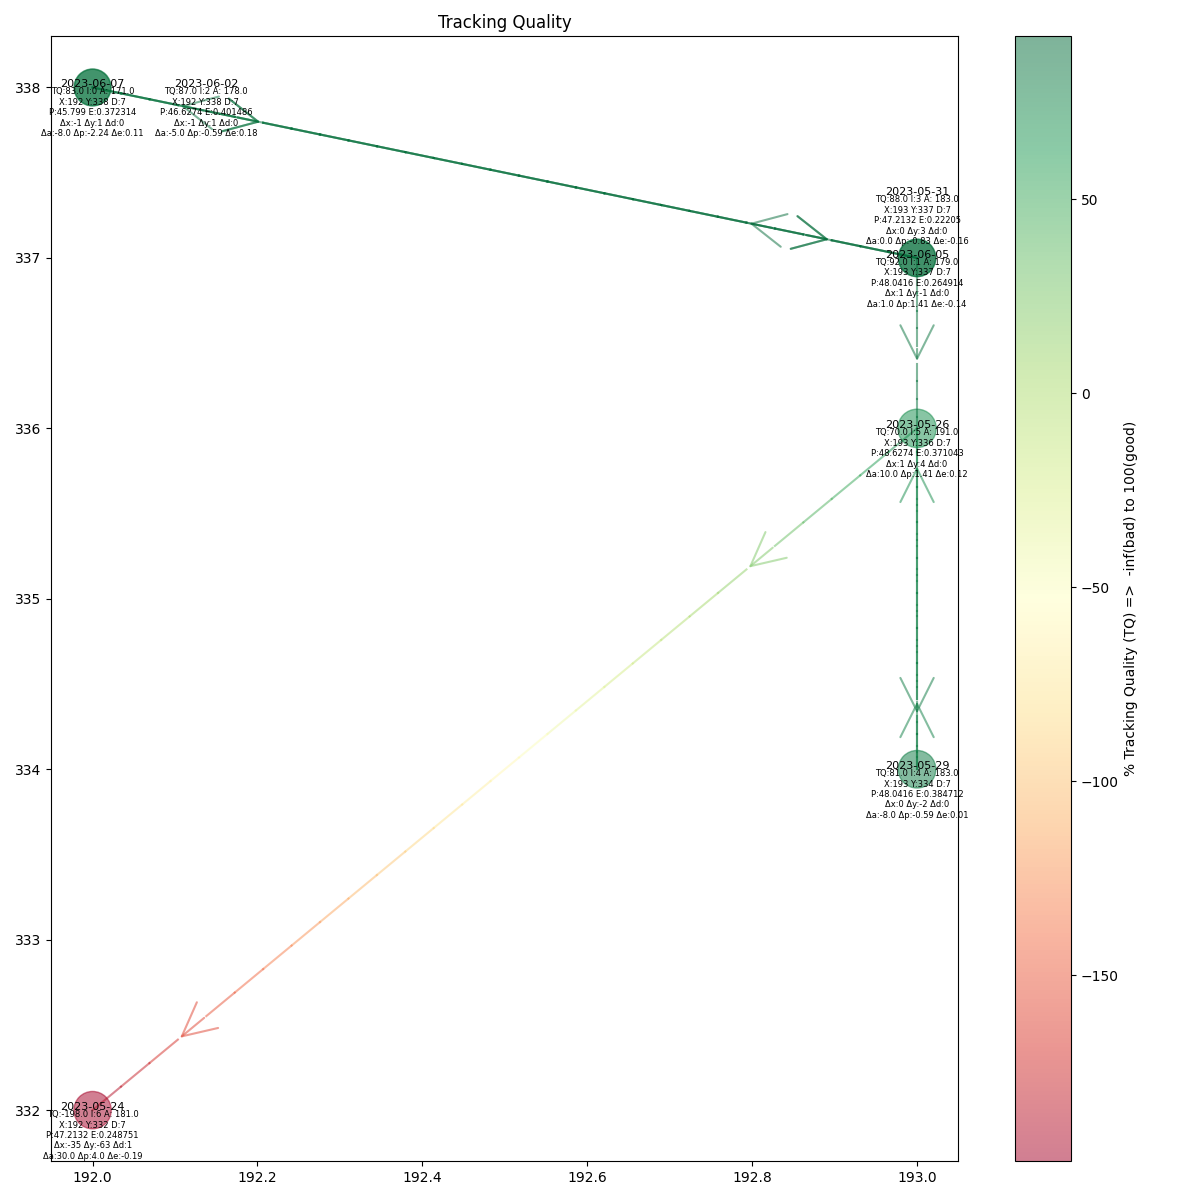 Tracking Quality
338
337
336
335
334
333
332
192.0
192.2
192.4
192.6
192.8
193.0
2023-06-07
TQ:83.0 I:0 A: 171.0
X:192 Y:338 D:7
P:45.799 E:0.372314
Δx:-1 Δy:1 Δd:0
Δa:-8.0 Δp:-2.24 Δe:0.11
2023-06-02
TQ:87.0 I:2 A: 178.0
X:192 Y:338 D:7
P:46.6274 E:0.401486
Δx:-1 Δy:1 Δd:0
Δa:-5.0 Δp:-0.59 Δe:0.18
2023-05-31
TQ:88.0 I:3 A: 183.0
X:193 Y:337 D:7
P:47.2132 E:0.22205
Δx:0 Δy:3 Δd:0
Δa:0.0 Δp:-0.83 Δe:-0.16
2023-06-05
TQ:92.0 I:1 A: 179.0
X:193 Y:337 D:7
P:48.0416 E:0.264914
Δx:1 Δy:-1 Δd:0
Δa:1.0 Δp:1.41 Δe:-0.14
2023-05-26
TQ:70.0 I:5 A: 191.0
X:193 Y:336 D:7
P:48.6274 E:0.371043
Δx:1 Δy:4 Δd:0
Δa:10.0 Δp:1.41 Δe:0.12
2023-05-29
TQ:81.0 I:4 A: 183.0
X:193 Y:334 D:7
P:48.0416 E:0.384712
Δx:0 Δy:-2 Δd:0
Δa:-8.0 Δp:-0.59 Δe:0.01
2023-05-24
TQ:-198.0 I:6 A: 181.0
X:192 Y:332 D:7
P:47.2132 E:0.248751
Δx:-35 Δy:-63 Δd:1
Δa:30.0 Δp:4.0 Δe:-0.19
50
0
−50
−100
−150
% Tracking Quality (TQ) => -inf(bad) to 100(good)